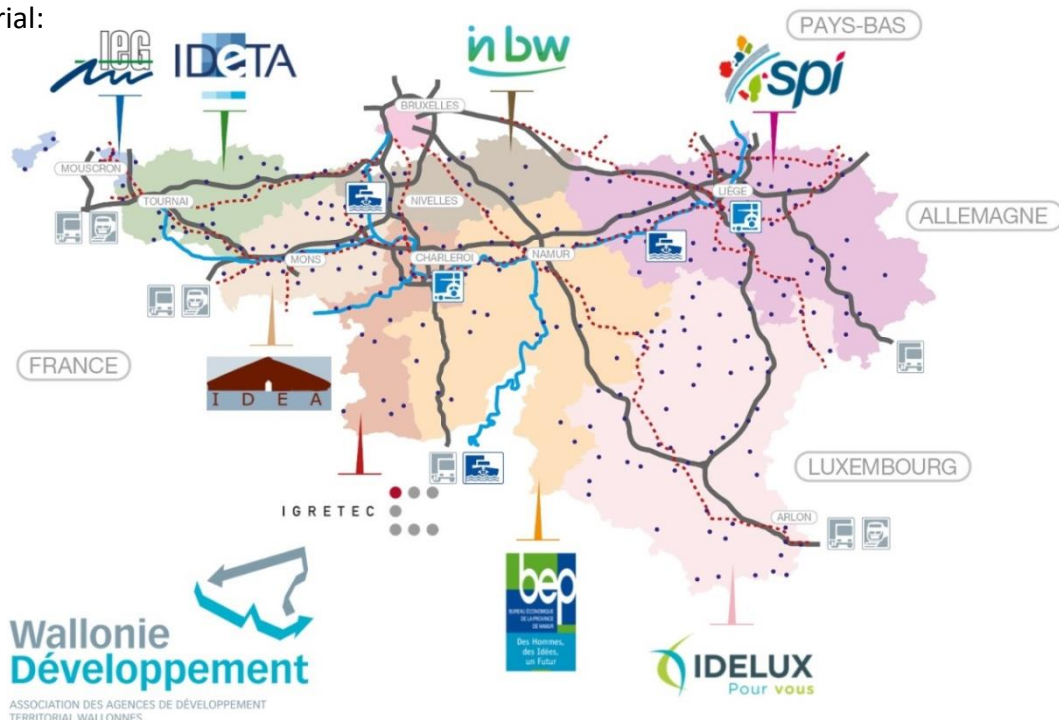 rial:
IEG
IDETA
in bw
spi
PAYS-BAS
BRUXELLES
MOUSCRON
TOURNAI
NIVELLES
LIÈGE
ALLEMAGNE
MONS
CHARLEROI
NAMUR
FRANCE
IDEA
LUXEMBOURG
IGRETEC
ARLON
bep
BUREAU ÉCONOMIQUE
DE LA PROVINCE
DE NAMUR
Des Hommes,
des Idées,
un Futur
IDELUX
Pour vous
Wallonie
Développement
ASSOCIATION DES AGENCES DE DÉVELOPPEMENT
TERRITORIAL WALLONNES